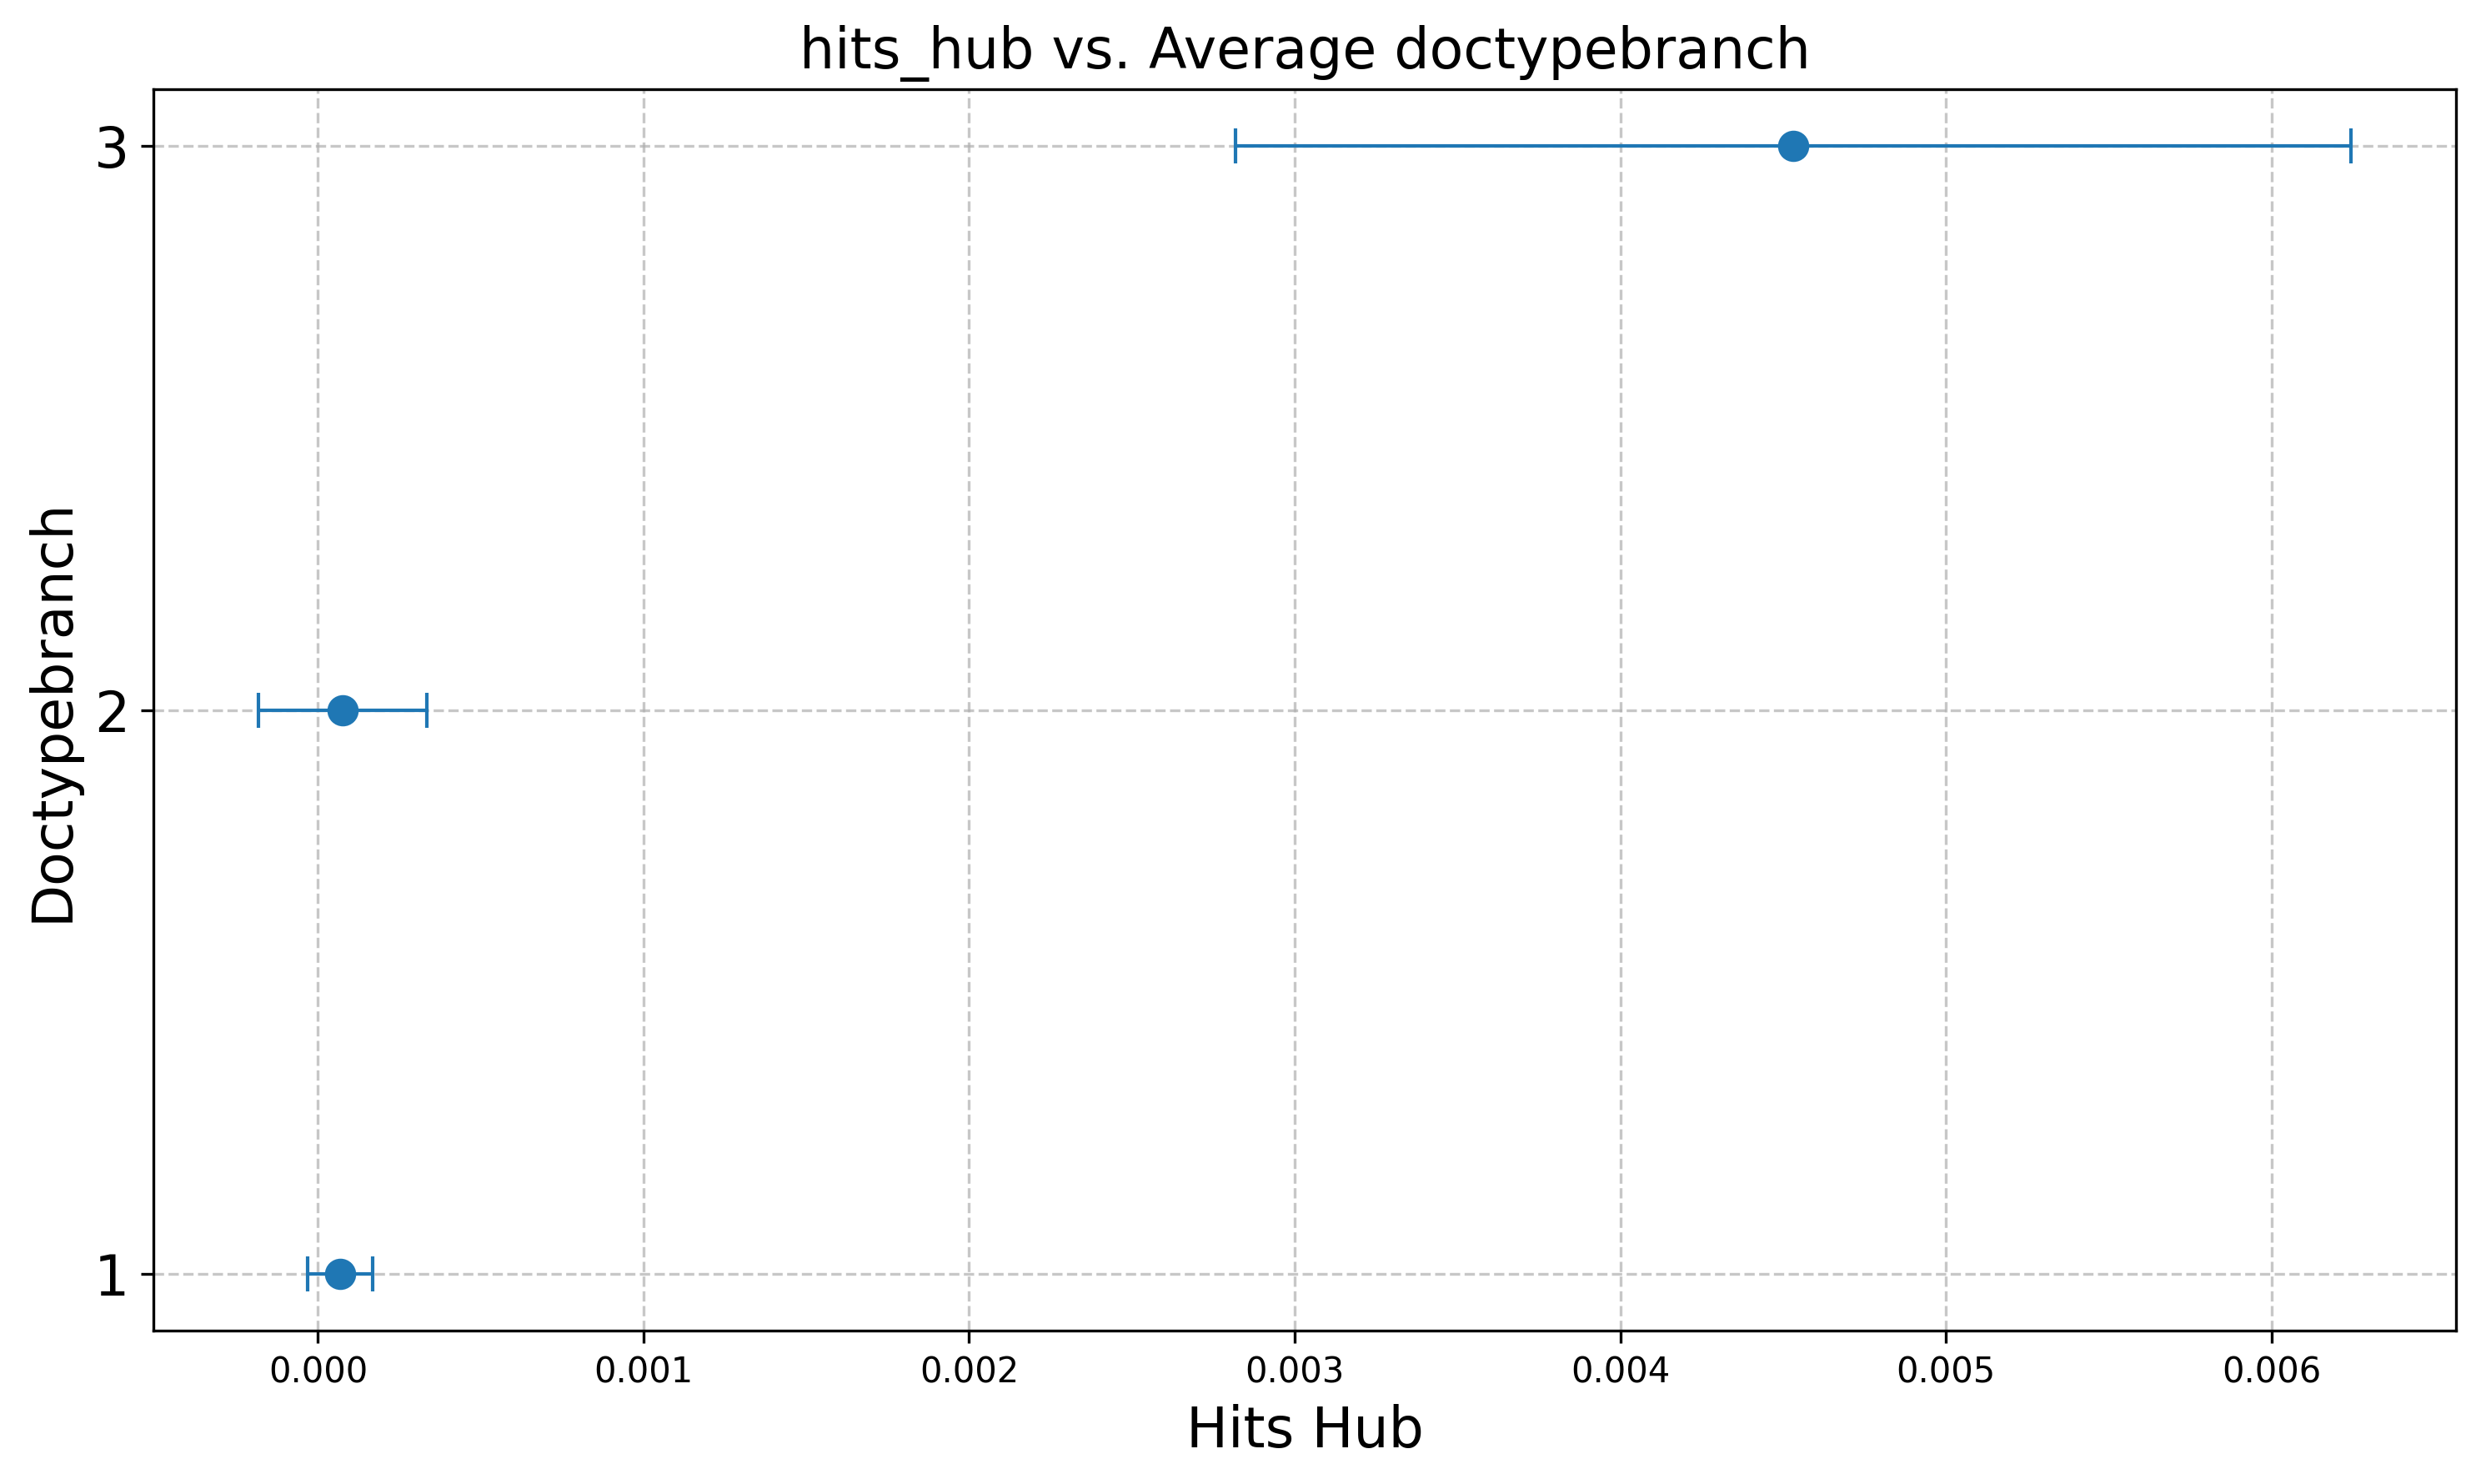 hits_hub vs. Average doctypebranch
3
2
1
Doctypebranch
0.000 0.001 0.002 0.003 0.004 0.005 0.006
Hits Hub